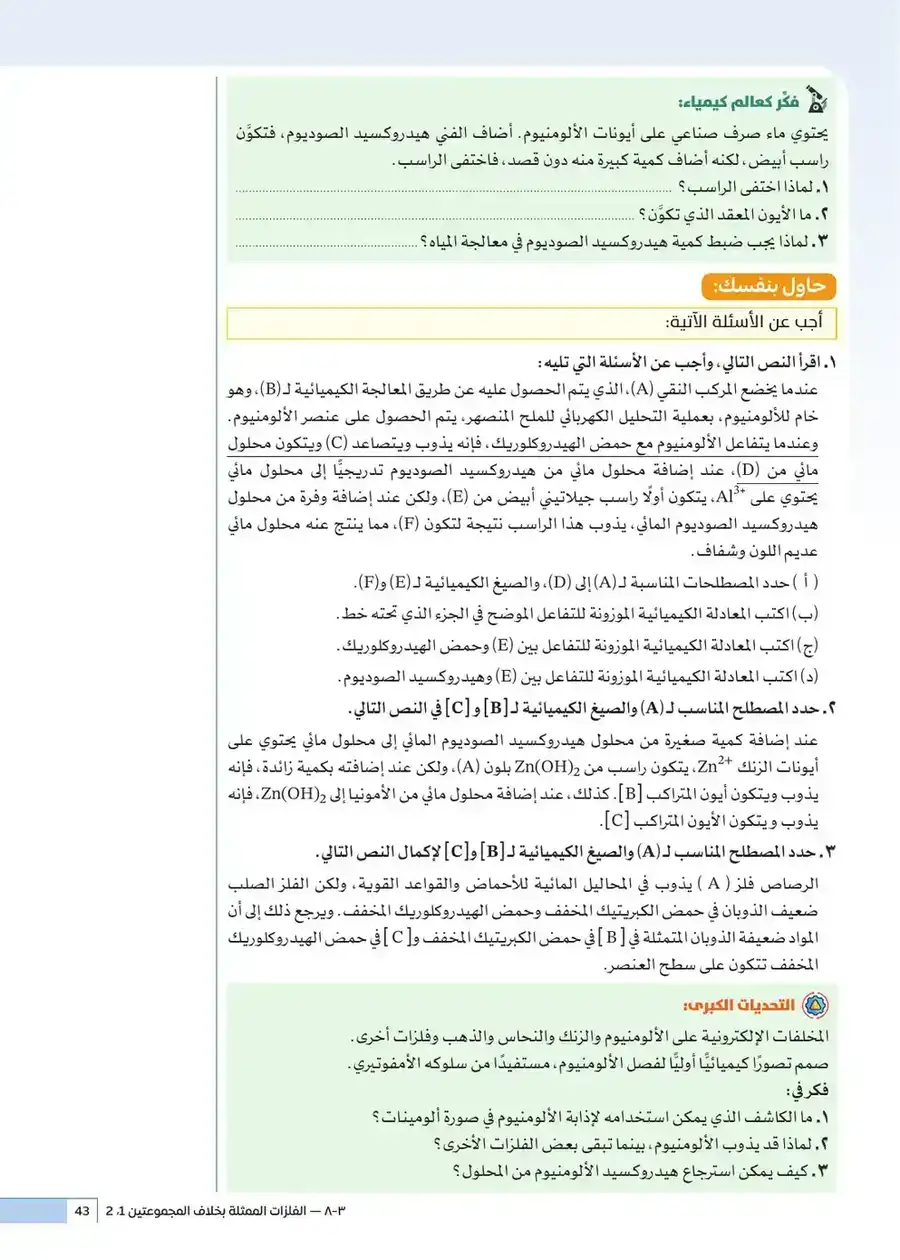 فكّر كعالم كيمياء:
يحتوي ماء صرف صناعي على أيونات الألومنيوم. أضاف الفني هيدروكسيد الصوديوم، فتكوَّن
راسب أبيض، لكنه أضاف كمية كبيرة منه دون قصد، فاختفى الراسب.
١. لماذا اختفى الراسب؟ ........................................................................
٢. ما الأيون المعقد الذي تكوَّن؟ ........................................................................
٣. لماذا يجب ضبط كمية هيدروكسيد الصوديوم في معالجة المياه؟ ........................................
حاول بنفسك:
أجب عن الأسئلة الآتية:
١. اقرأ النص التالي، وأجب عن الأسئلة التي تليه:
عندما يخضع المركب النقي (A)، الذي يتم الحصول عليه عن طريق المعالجة الكيميائية لـ(B)، وهو
خام للألومنيوم، بعملية التحليل الكهربائي للملح المنصهر، يتم الحصول على عنصر الألومنيوم.
وعندما يتفاعل الألومنيوم مع حمض الهيدروكلوريك، فإنه يذوب ويتصاعد (C) ويتكون محلول
مائي من (D)، عند إضافة محلول مائي من هيدروكسيد الصوديوم تدريجيًّا إلى محلول مائي
يحتوي على Al³⁺، يتكون أولًا راسب جيلاتيني أبيض من (E)، ولكن عند إضافة وفرة من محلول
هيدروكسيد الصوديوم المائي، يذوب هذا الراسب نتيجة لتكون (F)، مما ينتج عنه محلول مائي
عديم اللون وشفاف.
( أ ) حدد المصطلحات المناسبة لـ(A) إلى (D)، والصيغ الكيميائية لـ(E) و(F).
(ب) اكتب المعادلة الكيميائية الموزونة للتفاعل الموضح في الجزء الذي تحته خط.
(ج) اكتب المعادلة الكيميائية الموزونة للتفاعل بين (E) وحمض الهيدروكلوريك.
(د) اكتب المعادلة الكيميائية الموزونة للتفاعل بين (E) وهيدروكسيد الصوديوم.
٢. حدد المصطلح المناسب لـ(A) والصيغ الكيميائية لـ[B] و[C] في النص التالي.
عند إضافة كمية صغيرة من محلول هيدروكسيد الصوديوم المائي إلى محلول مائي يحتوي على
أيونات الزنك Zn²⁺، يتكون راسب من Zn(OH)₂ بلون (A)، ولكن عند إضافته بكمية زائدة، فإنه
يذوب ويتكون أيون المتراكب [B]. كذلك، عند إضافة محلول مائي من الأمونيا إلى Zn(OH)₂، فإنه
يذوب ويتكون الأيون المتراكب [C].
٣. حدد المصطلح المناسب لـ(A) والصيغ الكيميائية لـ[B] و[C] لإكمال النص التالي.
الرصاص فلز ( A ) يذوب في المحاليل المائية للأحماض والقواعد القوية، ولكن الفلز الصلب
ضعيف الذوبان في حمض الكبريتيك المخفف وحمض الهيدروكلوريك المخفف. ويرجع ذلك إلى أن
المواد ضعيفة الذوبان المتمثلة في [ B ] في حمض الكبريتيك المخفف و[ C ] في حمض الهيدروكلوريك
المخفف تتكون على سطح العنصر.
التحديات الكبرى:
المخلفات الإلكترونية على الألومنيوم والزنك والنحاس والذهب وفلزات أخرى.
صمم تصورًا كيميائيًّا أوليًّا لفصل الألومنيوم، مستفيدًا من سلوكه الأمفوتيري.
فكر في:
١. ما الكاشف الذي يمكن استخدامه لإذابة الألومنيوم في صورة ألومينات؟
٢. لماذا قد يذوب الألومنيوم، بينما تبقى بعض الفلزات الأخرى؟
٣. كيف يمكن استرجاع هيدروكسيد الألومنيوم من المحلول؟
٣-٨ — الفلزات الممثلة بخلاف المجموعتين 1، 2 43